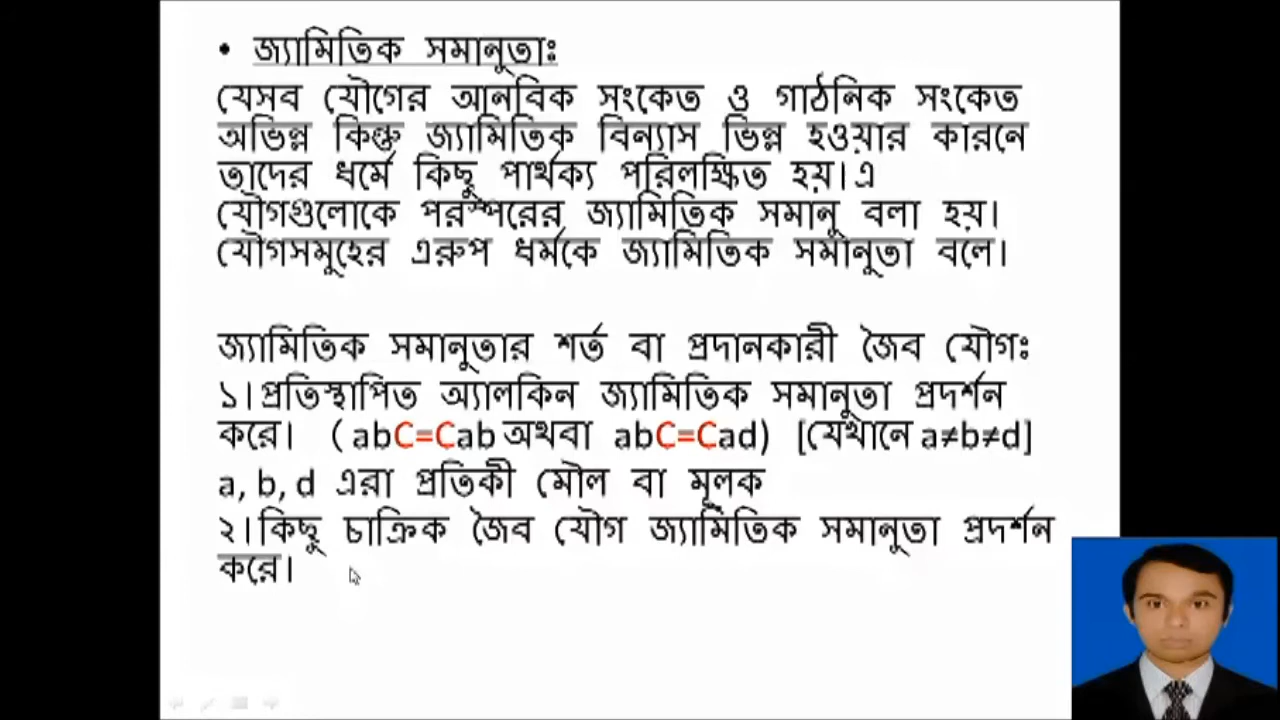 • জ্যামিতিক সমানুতাঃ
যেসব যৌগের আনবিক সংকেত ও গাঠনিক সংকেত
অভিন্ন কিন্তু জ্যামিতিক বিন্যাস ভিন্ন হওয়ার কারনে
তাদের ধর্মে কিছু পার্থক্য পরিলক্ষিত হয়। এ
যৌগগুলোকে পরস্পরের জ্যামিতিক সমানু বলা হয়।
যৌগসমুহের এরুপ ধর্মকে জ্যামিতিক সমানুতা বলে।
জ্যামিতিক সমানুতার শর্ত বা প্রদানকারী জৈব যৌগঃ
১।প্রতিস্থাপিত অ্যালকিন জ্যামিতিক সমানুতা প্রদর্শন
করে। ( abC=Cab অথবা abC=Cad) [যেখানে a≠b≠d]
a, b, d এরা প্রতিকী মৌল বা মূলক
২।কিছু চাক্রিক জৈব যৌগ জ্যামিতিক সমানুতা প্রদর্শন
করে।